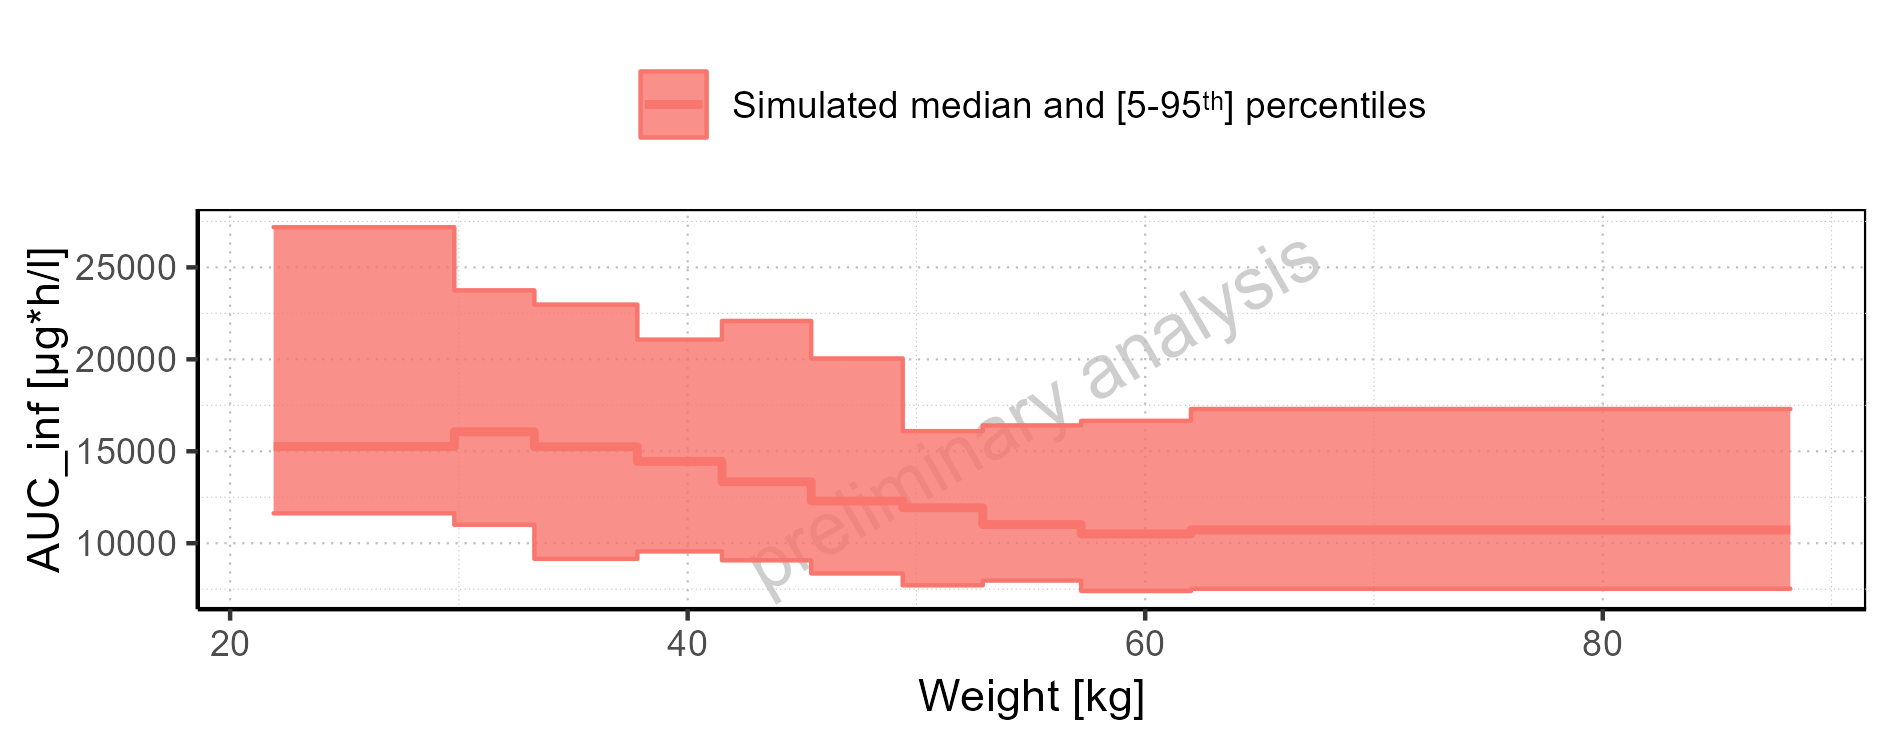 Simulated median and [5-95th] percentiles
AUC_inf [µg*h/l]
25000
20000
15000
10000
preliminary analysis
20 40 60 80
Weight [kg]